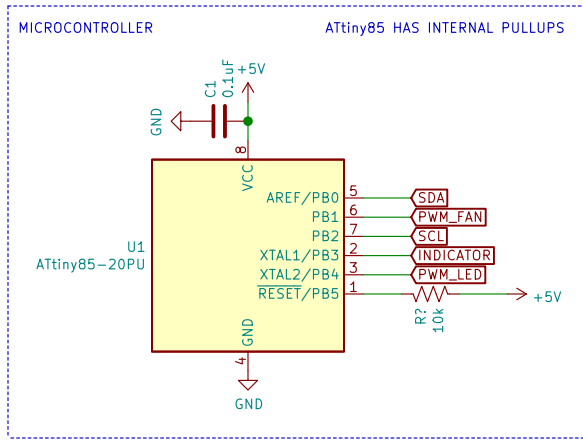 MICROCONTROLLER
ATtiny85 HAS INTERNAL PULLUPS
C1
0.1uF
+5V
GND
8
VCC
U1
ATtiny85-20PU
AREF/PB0
5
SDA
PB1
6
PWM_FAN
PB2
7
SCL
XTAL1/PB3
2
INDICATOR
XTAL2/PB4
3
PWM_LED
RESET/PB5
1
R?
10k
+5V
GND
4
GND